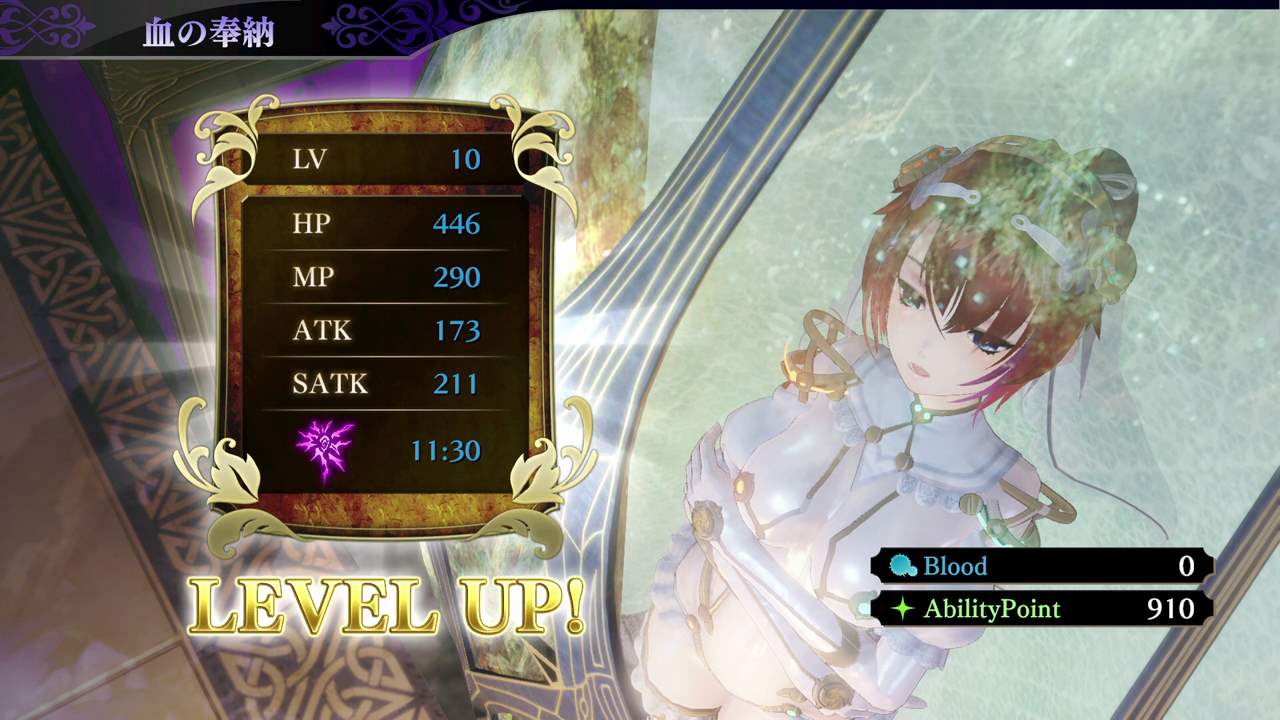 血の奉納
LV 10
HP 446
MP 290
ATK 173
SATK 211
11:30
LEVEL UP!
Blood 0
AbilityPoint 910